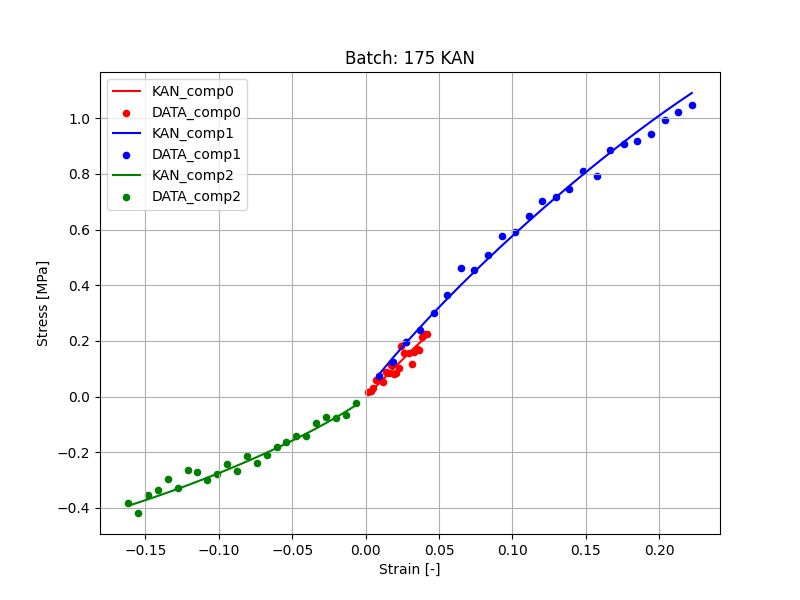 Batch: 175 KAN
KAN_comp0
DATA_comp0
KAN_comp1
DATA_comp1
KAN_comp2
DATA_comp2
1.0
0.8
0.6
0.4
0.2
0.0
−0.2
−0.4
Stress [MPa]
−0.15
−0.10
−0.05
0.00
0.05
0.10
0.15
0.20
Strain [-]